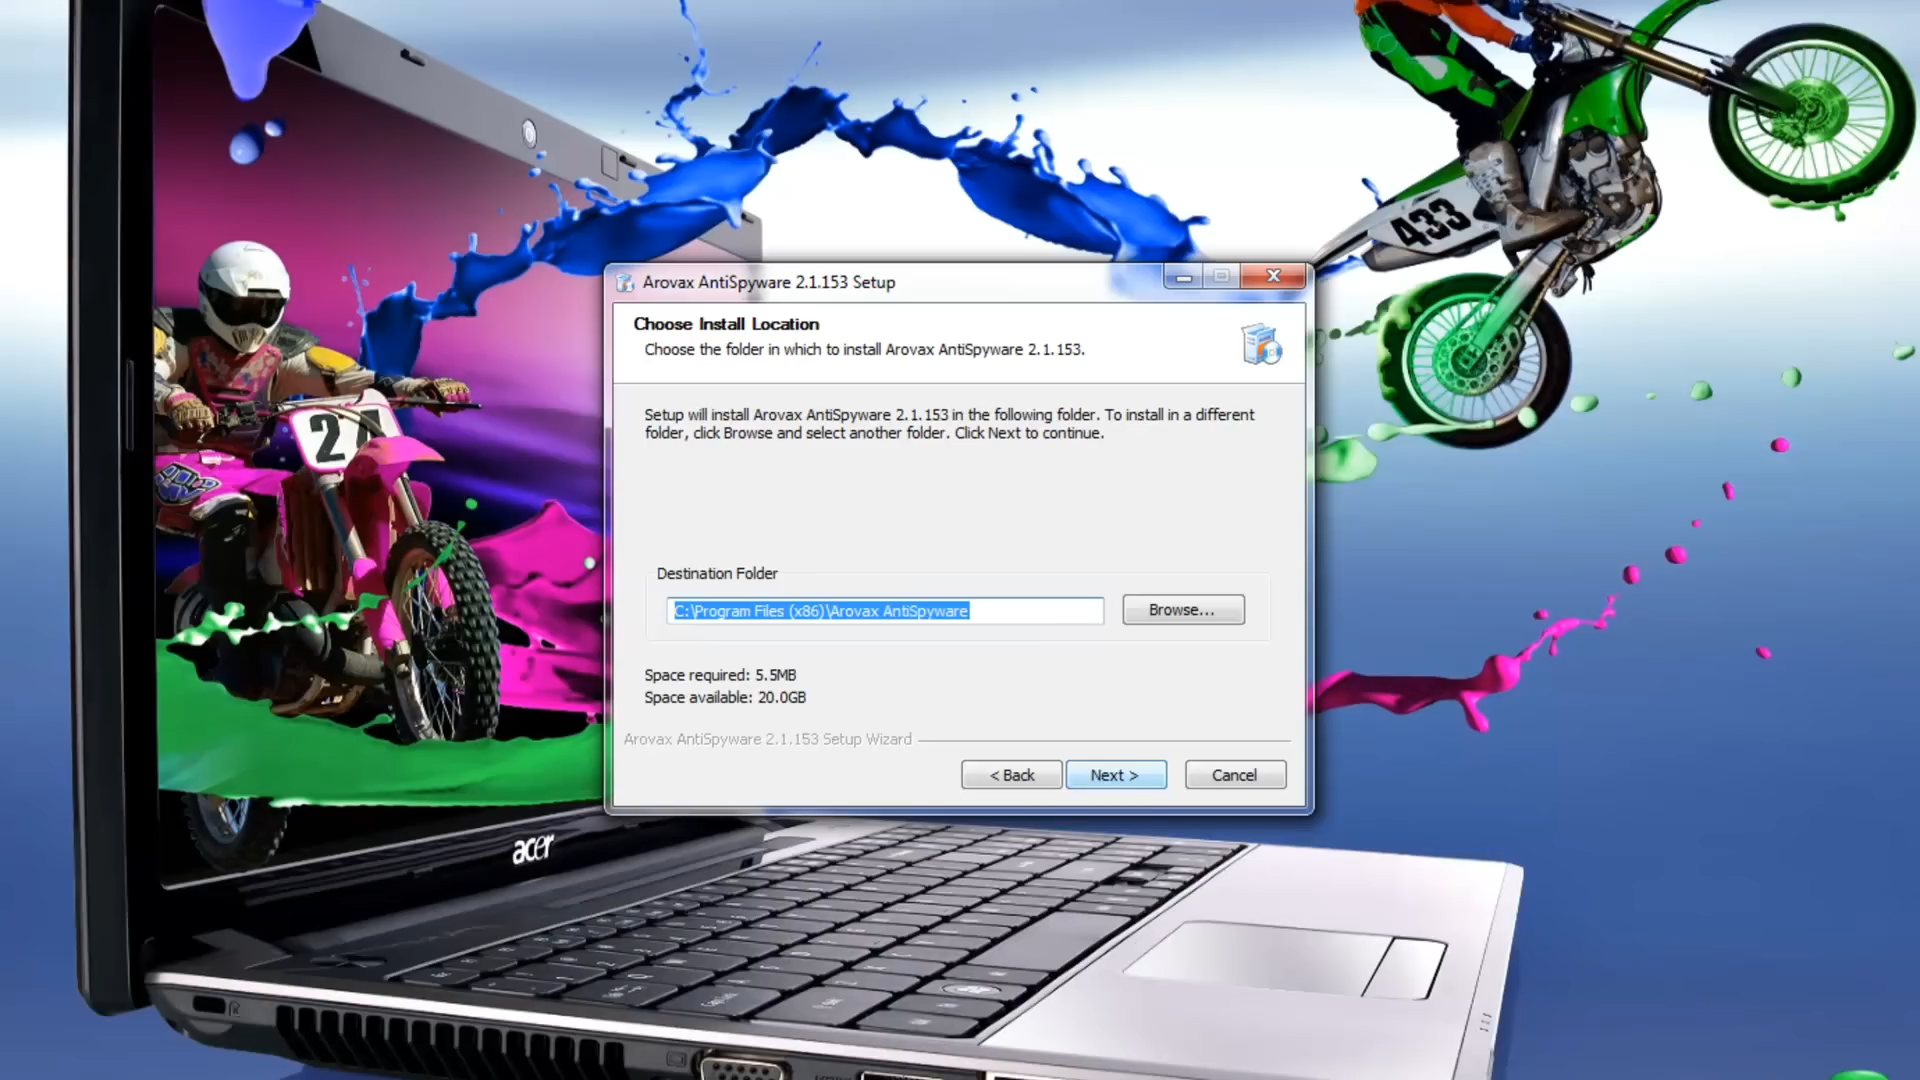 Arovax AntiSpyware 2.1.153 Setup
Choose Install Location
Choose the folder in which to install Arovax AntiSpyware 2.1.153.
Setup will install Arovax AntiSpyware 2.1.153 in the following folder. To install in a different
folder, click Browse and select another folder. Click Next to continue.
Destination Folder
C:\Program Files (x86)\Arovax AntiSpyware
Browse...
Space required: 5.5MB
Space available: 20.0GB
Arovax AntiSpyware 2.1.153 Setup Wizard
< Back
Next >
Cancel
433
24
acer